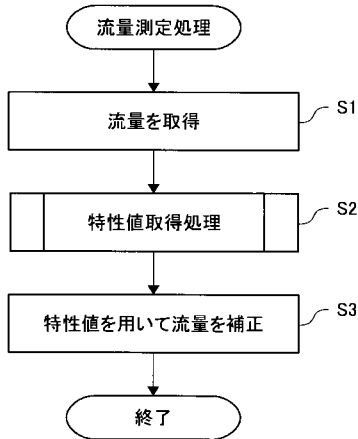 流量測定処理
流量を取得
S1
特性値取得処理
S2
特性値を用いて流量を補正
S3
終了